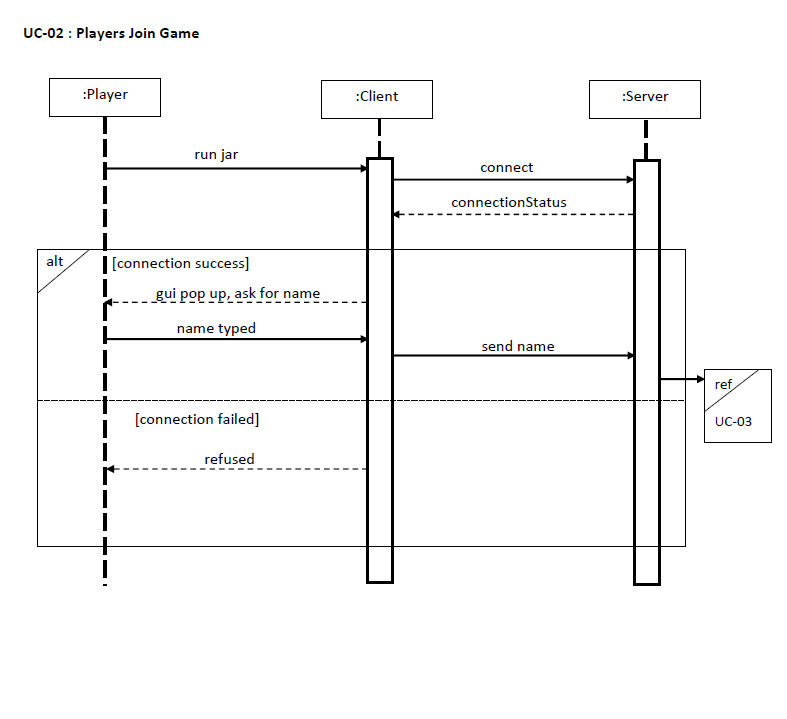 UC-02 : Players Join Game
:Player
:Client
:Server
run jar
connect
connectionStatus
alt
[connection success]
gui pop up, ask for name
name typed
send name
ref
UC-03
[connection failed]
refused